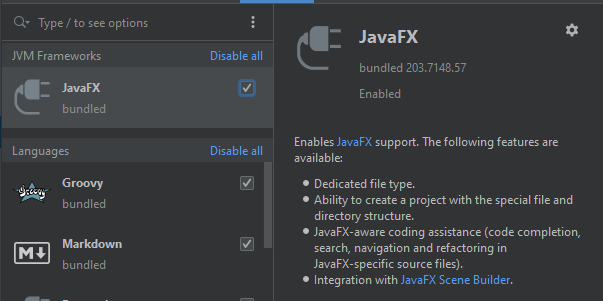 Type / to see options
JVM Frameworks
Disable all
JavaFX
bundled
Languages
Disable all
Groovy
bundled
Markdown
bundled
JavaFX
bundled 203.7148.57
Enabled
Enables JavaFX support. The following features are
available:
Dedicated file type.
Ability to create a project with the special file and
directory structure.
JavaFX-aware coding assistance (code completion,
search, navigation and refactoring in
JavaFX-specific source files).
Integration with JavaFX Scene Builder.